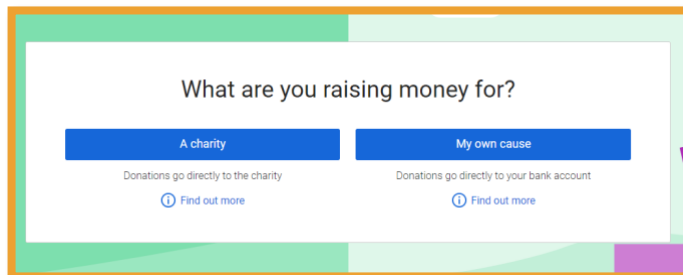 What are you raising money for?
A charity
Donations go directly to the charity
Find out more
My own cause
Donations go directly to your bank account
Find out more